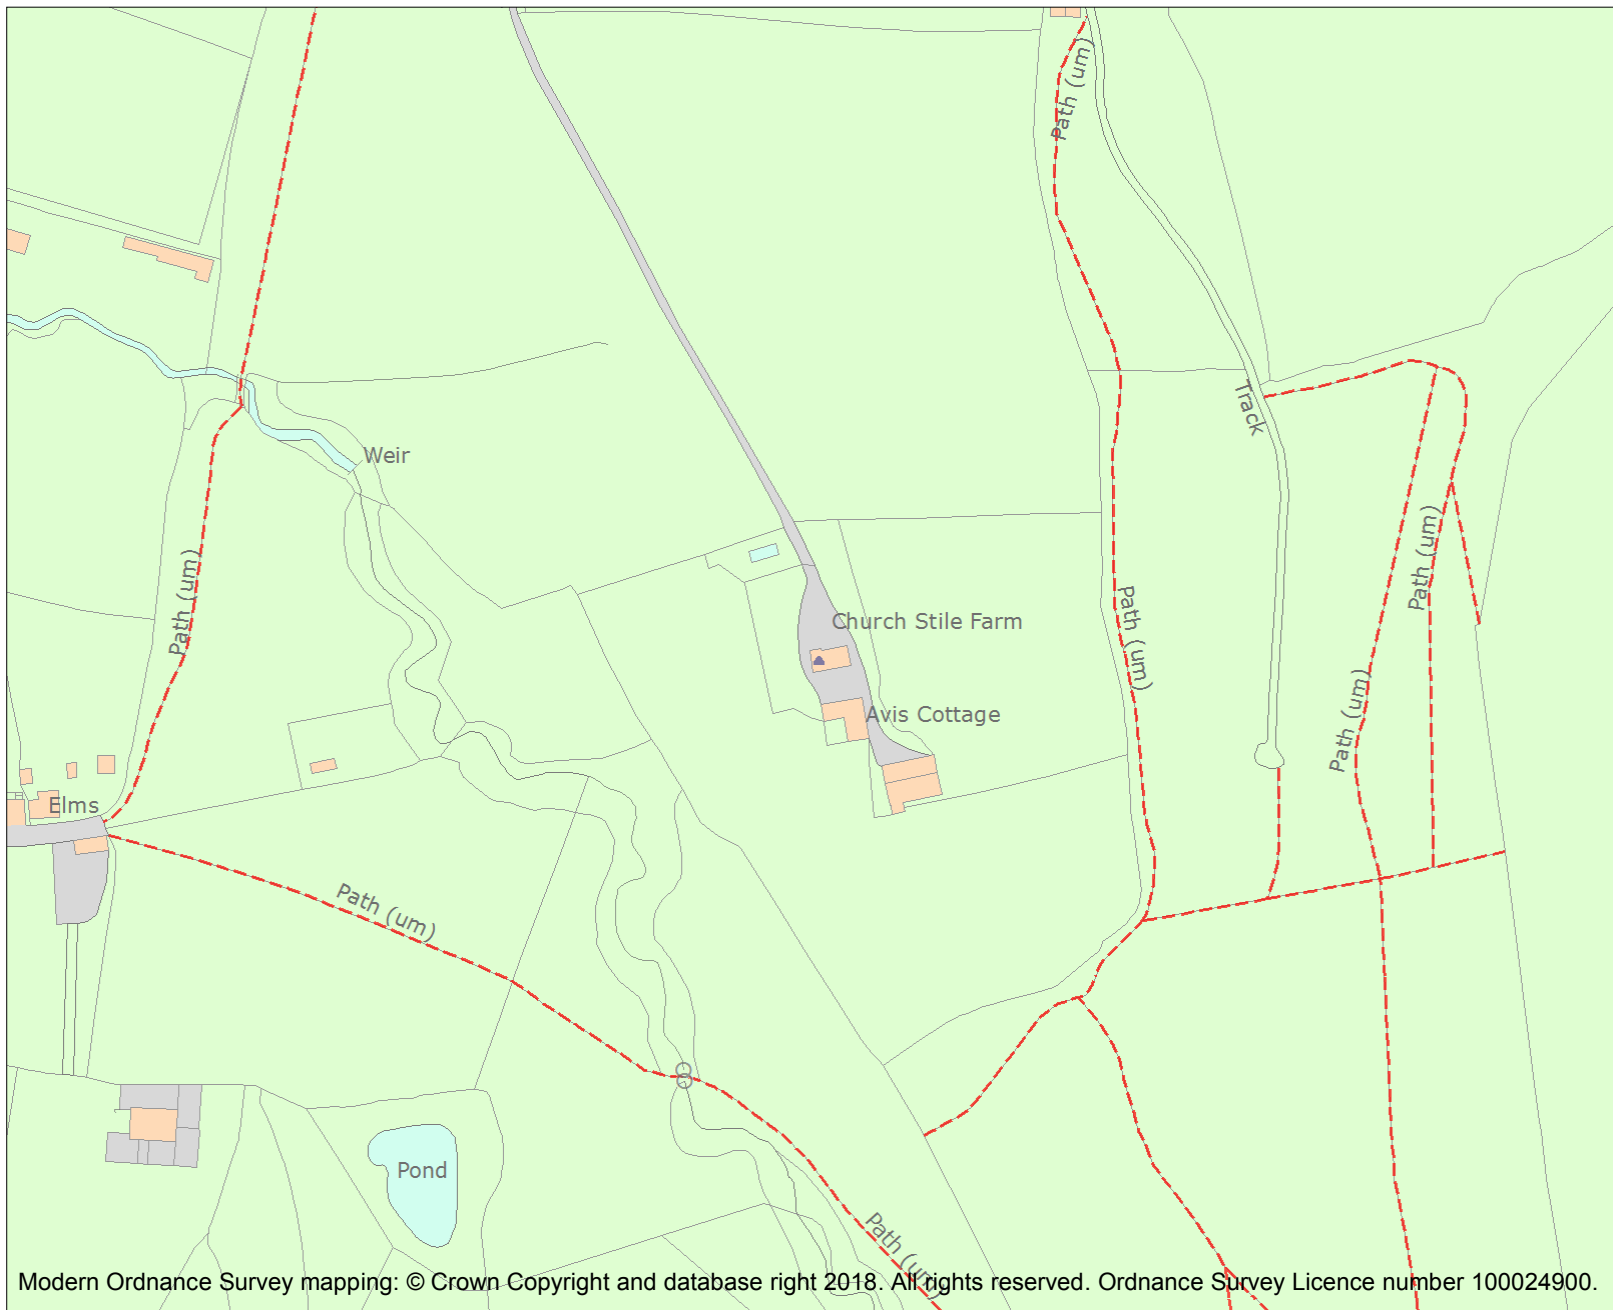 Path (um)
Track
Weir
Path (um)
Path (um)
Path (um)
Church Stile Farm
Path (um)
Avis Cottage
Elms
Path (um)
Pond
Path (um)
Modern Ordnance Survey mapping: © Crown Copyright and database right 2018. All rights reserved. Ordnance Survey Licence number 100024900.